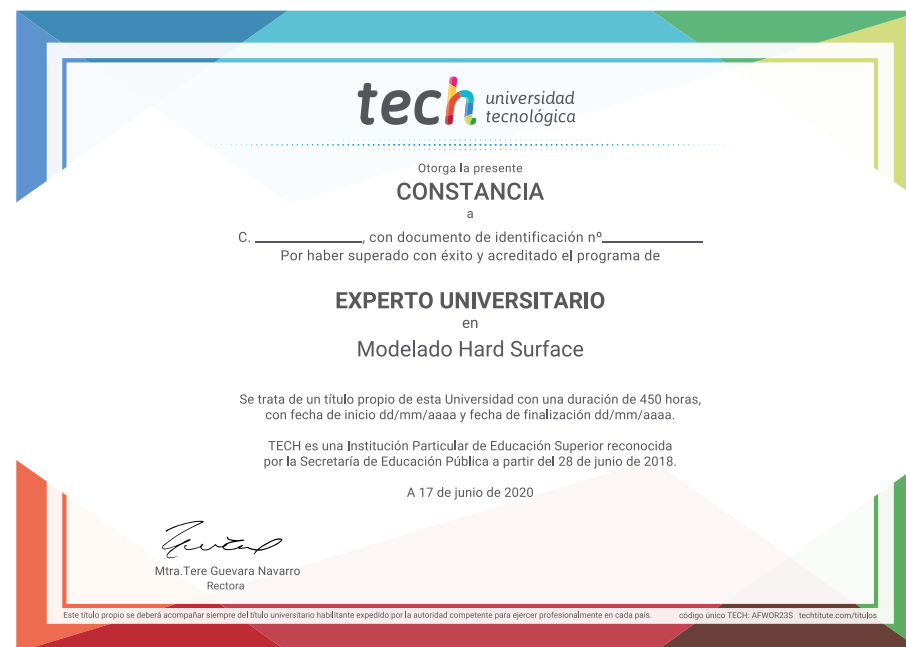 tech universidad
tecnológica
Otorga la presente
CONSTANCIA
a
C. ____________, con documento de identificación nº____________
Por haber superado con éxito y acreditado el programa de
EXPERTO UNIVERSITARIO
en
Modelado Hard Surface
Se trata de un título propio de esta Universidad con una duración de 450 horas,
con fecha de inicio dd/mm/aaaa y fecha de finalización dd/mm/aaaa.
TECH es una Institución Particular de Educación Superior reconocida
por la Secretaría de Educación Pública a partir del 28 de junio de 2018.
A 17 de junio de 2020
Mtra.Tere Guevara Navarro
Rectora
Este título propio se deberá acompañar siempre del título universitario habilitante expedido por la autoridad competente para ejercer profesionalmente en cada país. código único TECH: AFWOR23S techtitute.com/títulos